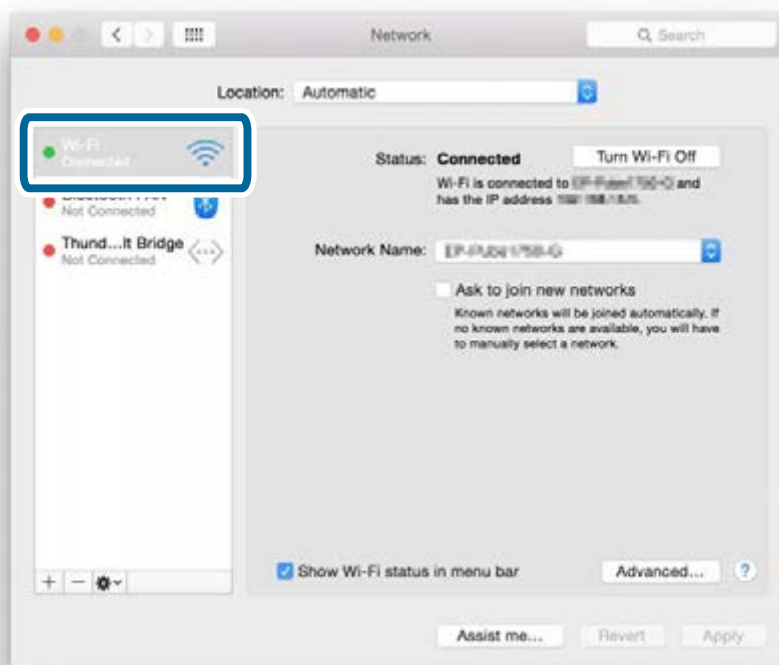 Network
Search
Location: Automatic
Wi-Fi
Connected
Not Connected
Thund...lt Bridge
Not Connected
Status: Connected
Turn Wi-Fi Off
Wi-Fi is connected to and
has the IP address
Network Name:
Ask to join new networks
Known networks will be joined automatically. If
no known networks are available, you will have
to manually select a network.
Show Wi-Fi status in menu bar
Advanced... ?
Assist me... Revert Apply